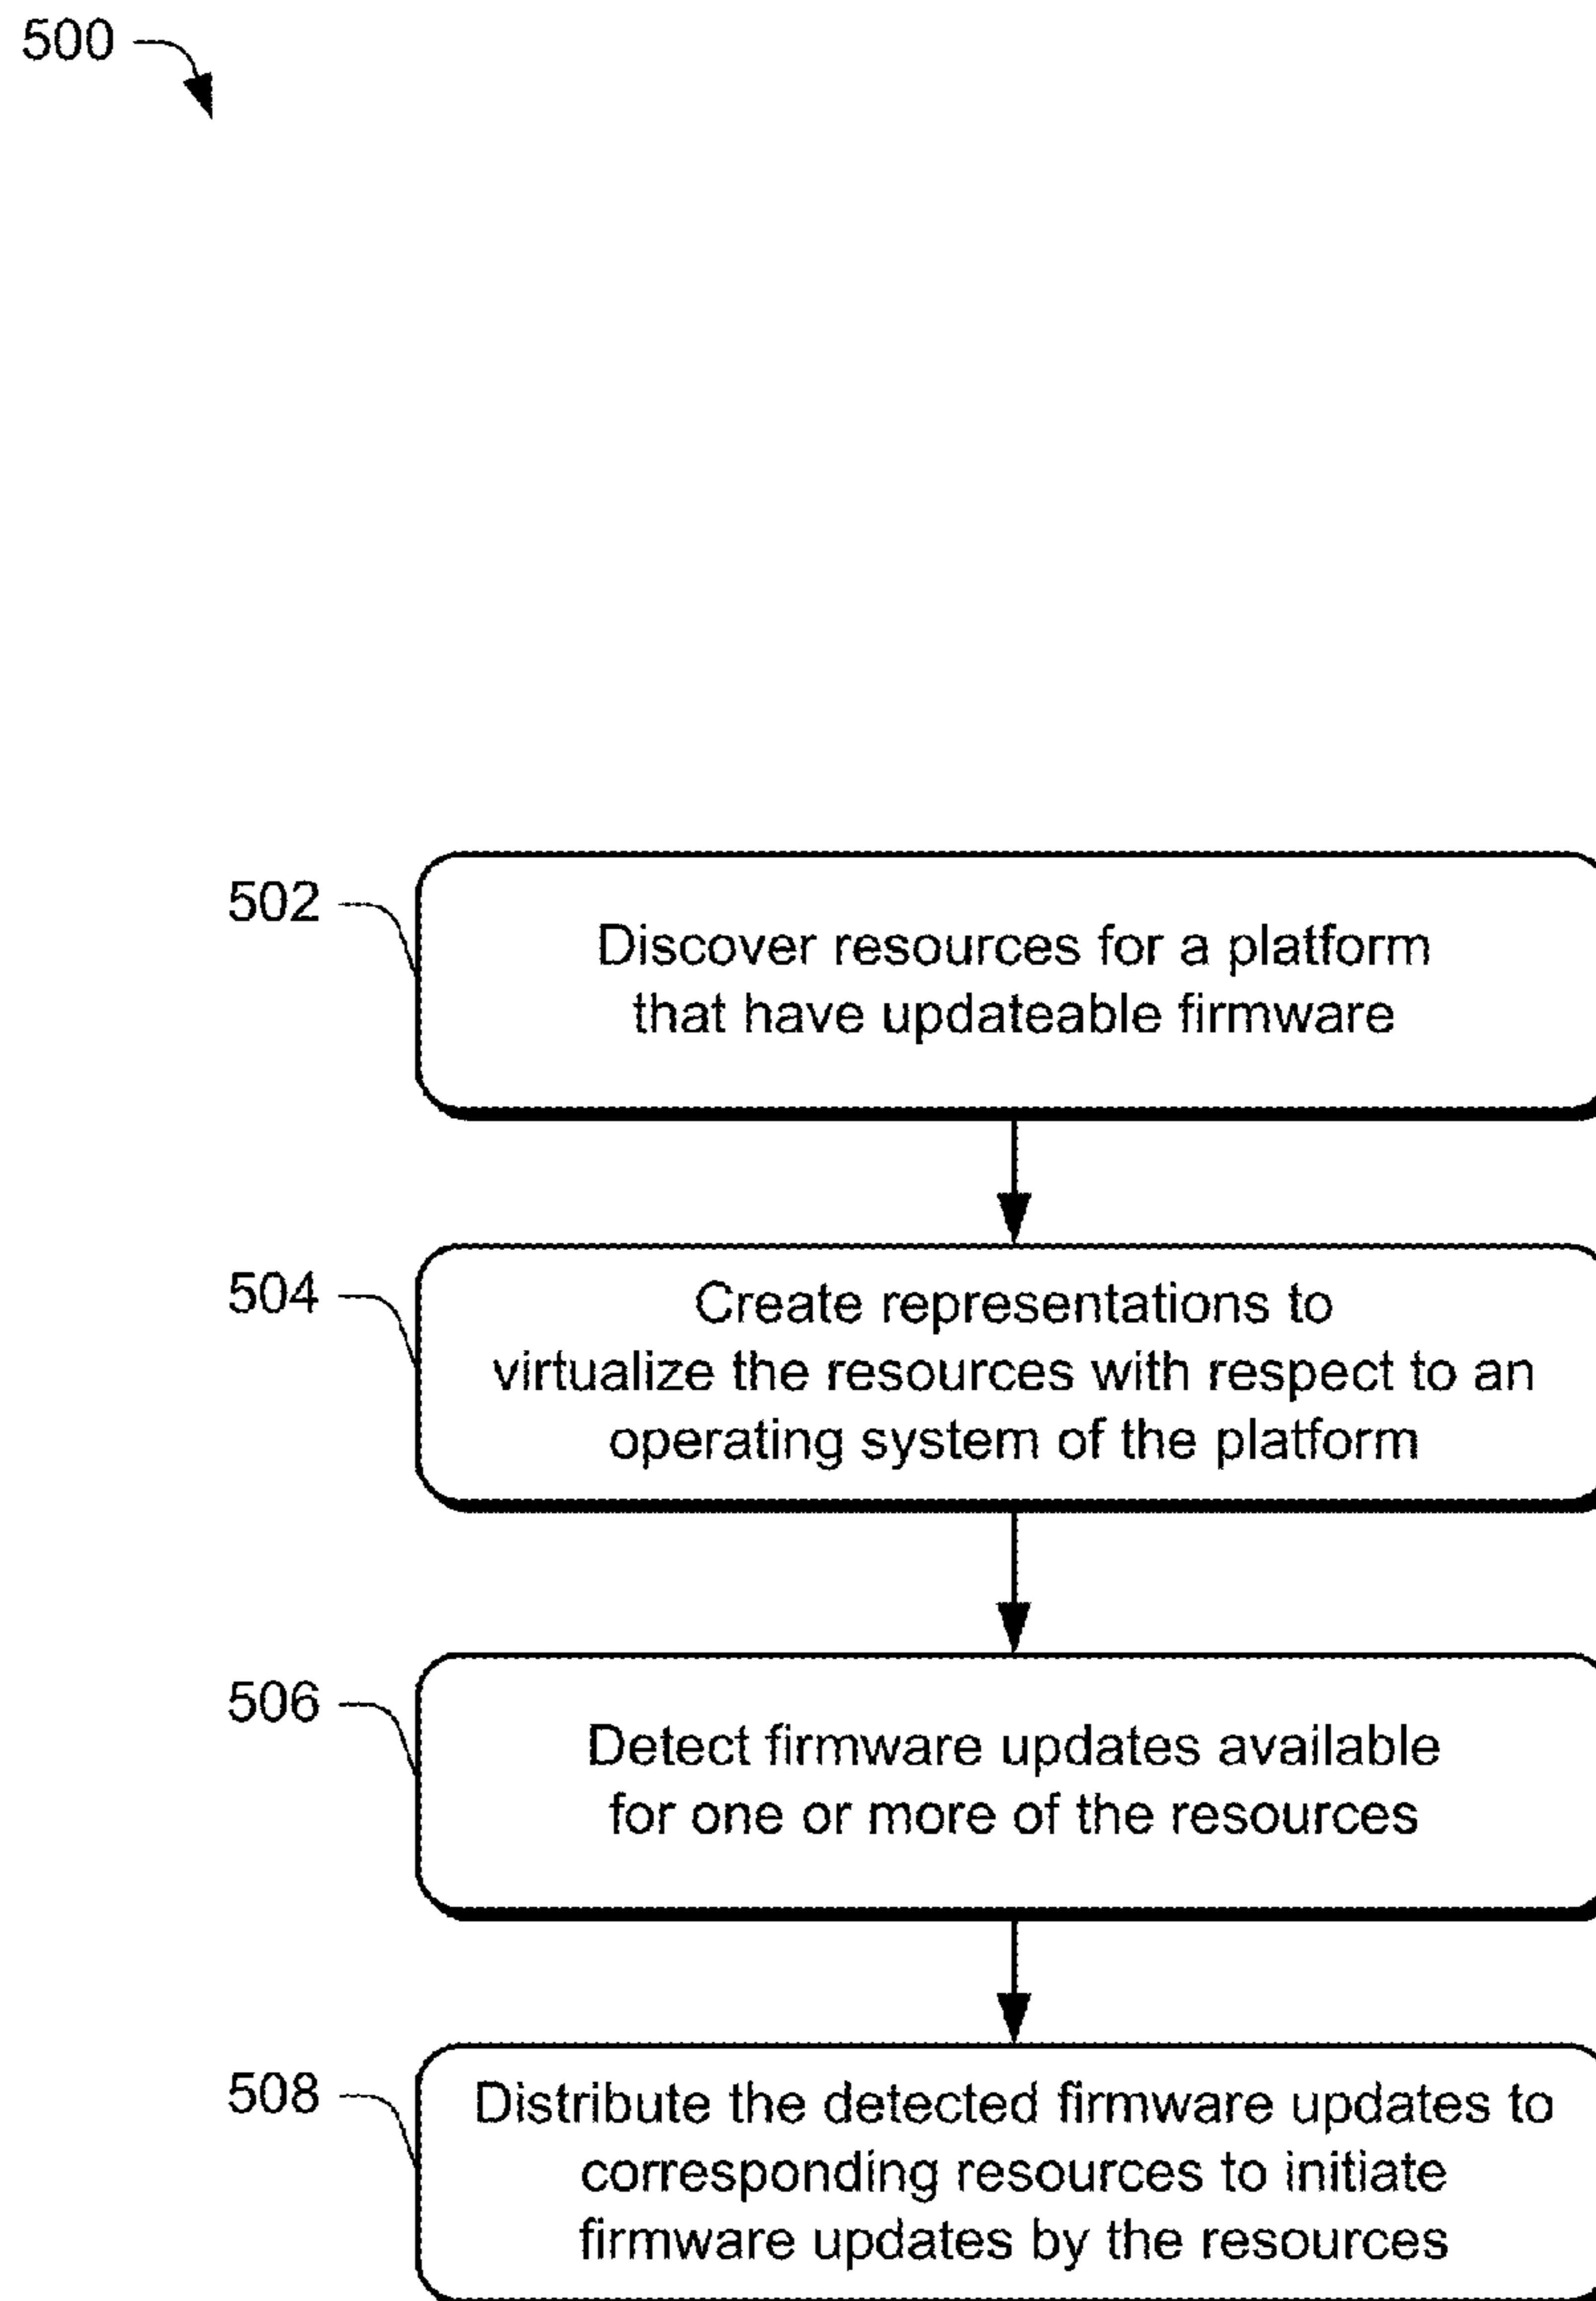 500
502
Discover resources for a platform
that have updateable firmware
504
Create representations to
virtualize the resources with respect to an
operating system of the platform
506
Detect firmware updates available
for one or more of the resources
508
Distribute the detected firmware updates to
corresponding resources to initiate
firmware updates by the resources